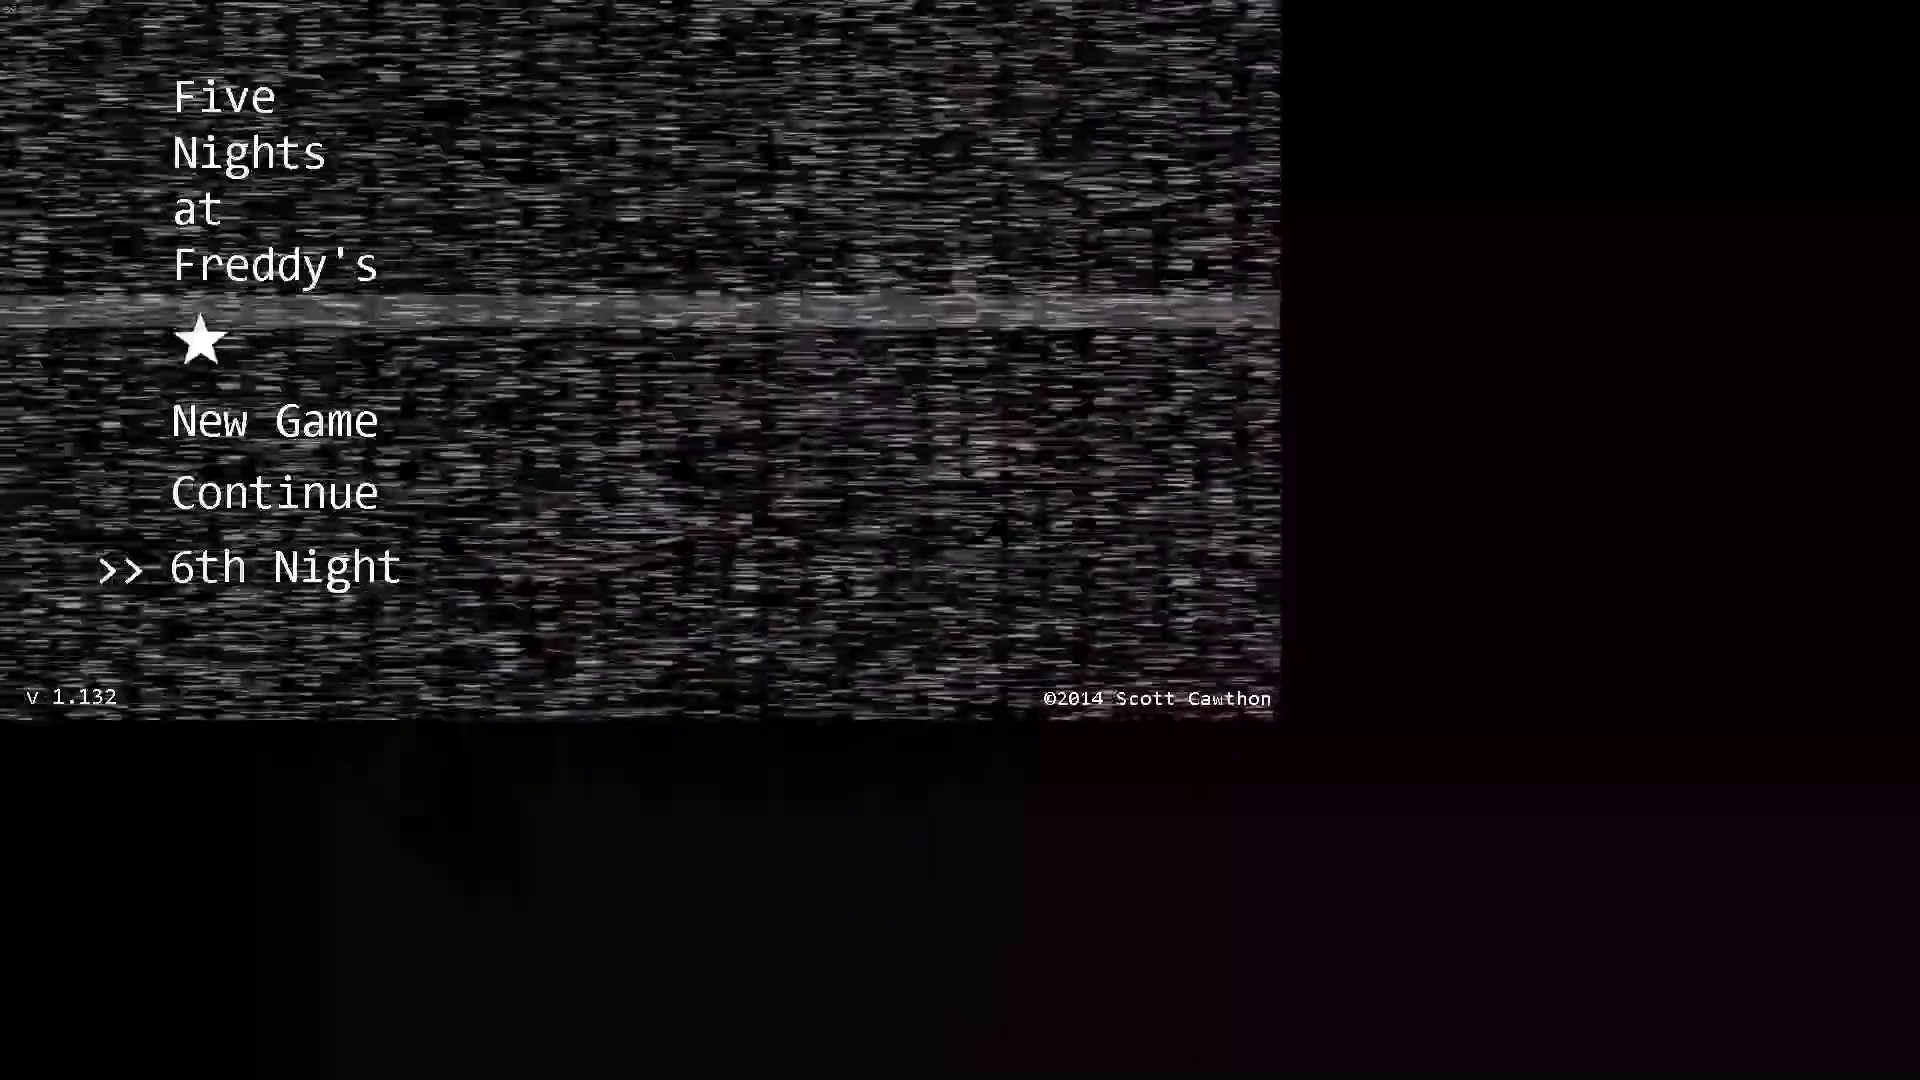 Five
Nights
at
Freddy's
New Game
Continue
>> 6th Night
v 1.132
©2014 Scott Cawthon